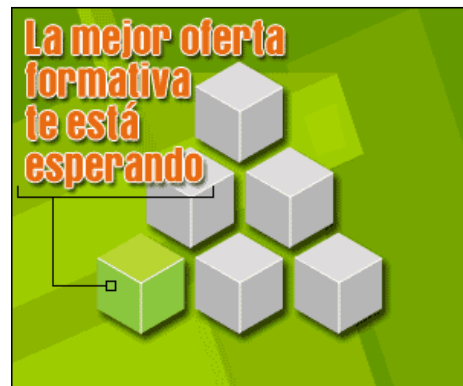 La mejor oferta
formativa
te está
esperando